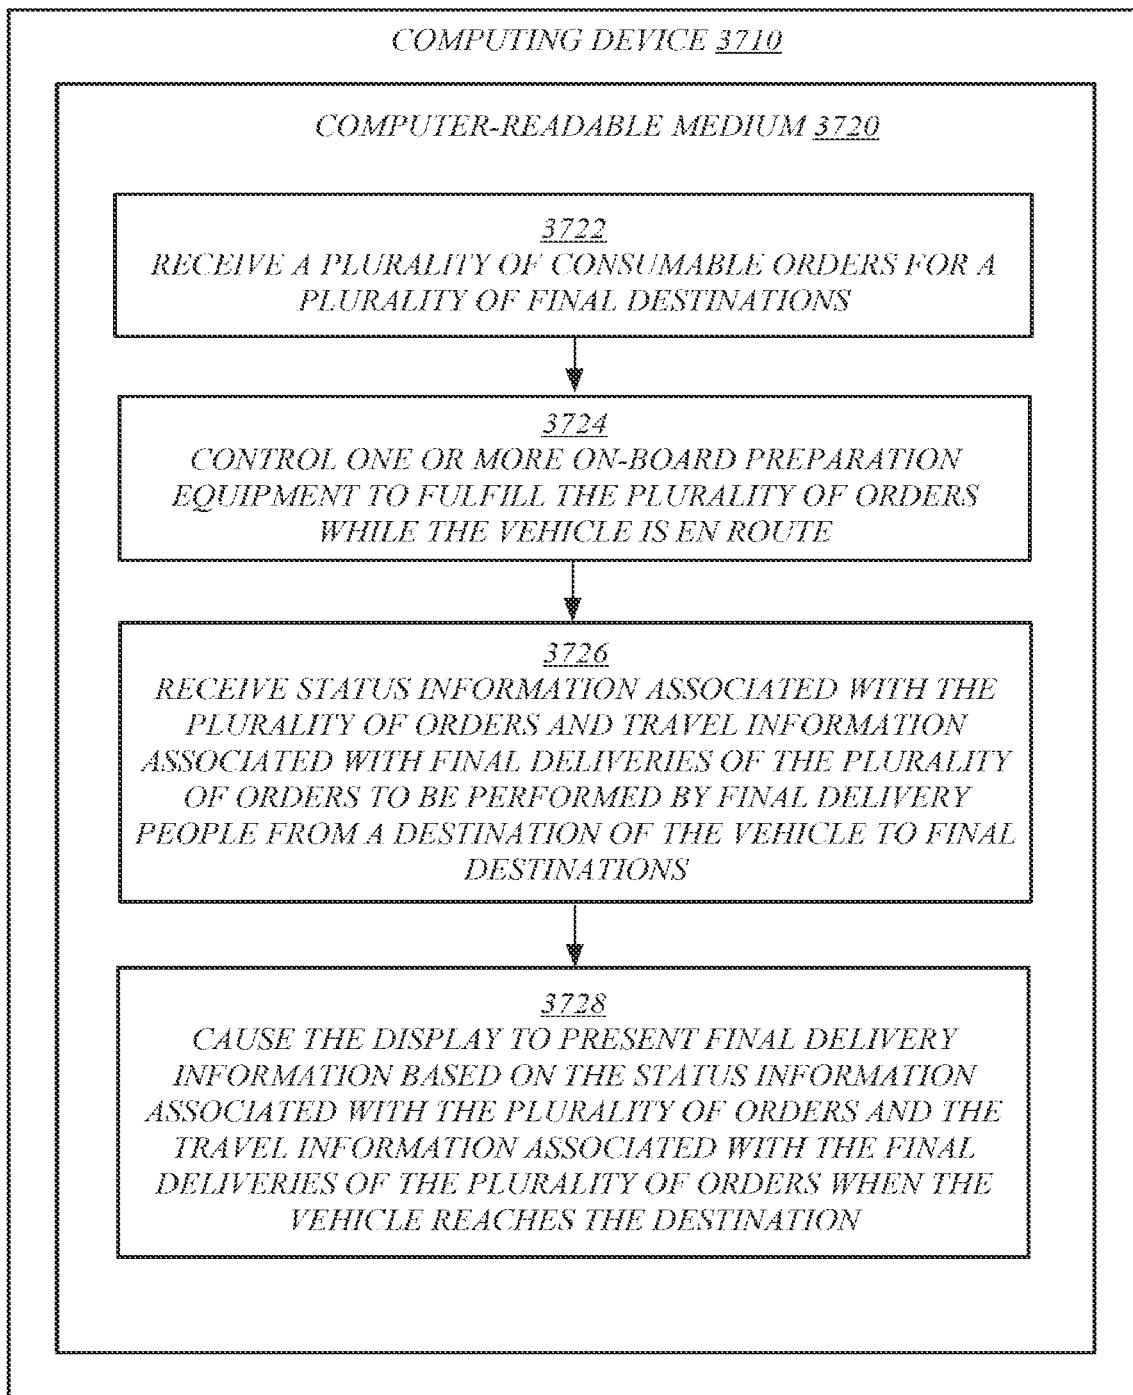 COMPUTING DEVICE 3710
COMPUTER-READABLE MEDIUM 3720
3722
RECEIVE A PLURALITY OF CONSUMABLE ORDERS FOR A
PLURALITY OF FINAL DESTINATIONS
3724
CONTROL ONE OR MORE ON-BOARD PREPARATION
EQUIPMENT TO FULFILL THE PLURALITY OF ORDERS
WHILE THE VEHICLE IS EN ROUTE
3726
RECEIVE STATUS INFORMATION ASSOCIATED WITH THE
PLURALITY OF ORDERS AND TRAVEL INFORMATION
ASSOCIATED WITH FINAL DELIVERIES OF THE PLURALITY
OF ORDERS TO BE PERFORMED BY FINAL DELIVERY
PEOPLE FROM A DESTINATION OF THE VEHICLE TO FINAL
DESTINATIONS
3728
CAUSE THE DISPLAY TO PRESENT FINAL DELIVERY
INFORMATION BASED ON THE STATUS INFORMATION
ASSOCIATED WITH THE PLURALITY OF ORDERS AND THE
TRAVEL INFORMATION ASSOCIATED WITH THE FINAL
DELIVERIES OF THE PLURALITY OF ORDERS WHEN THE
VEHICLE REACHES THE DESTINATION